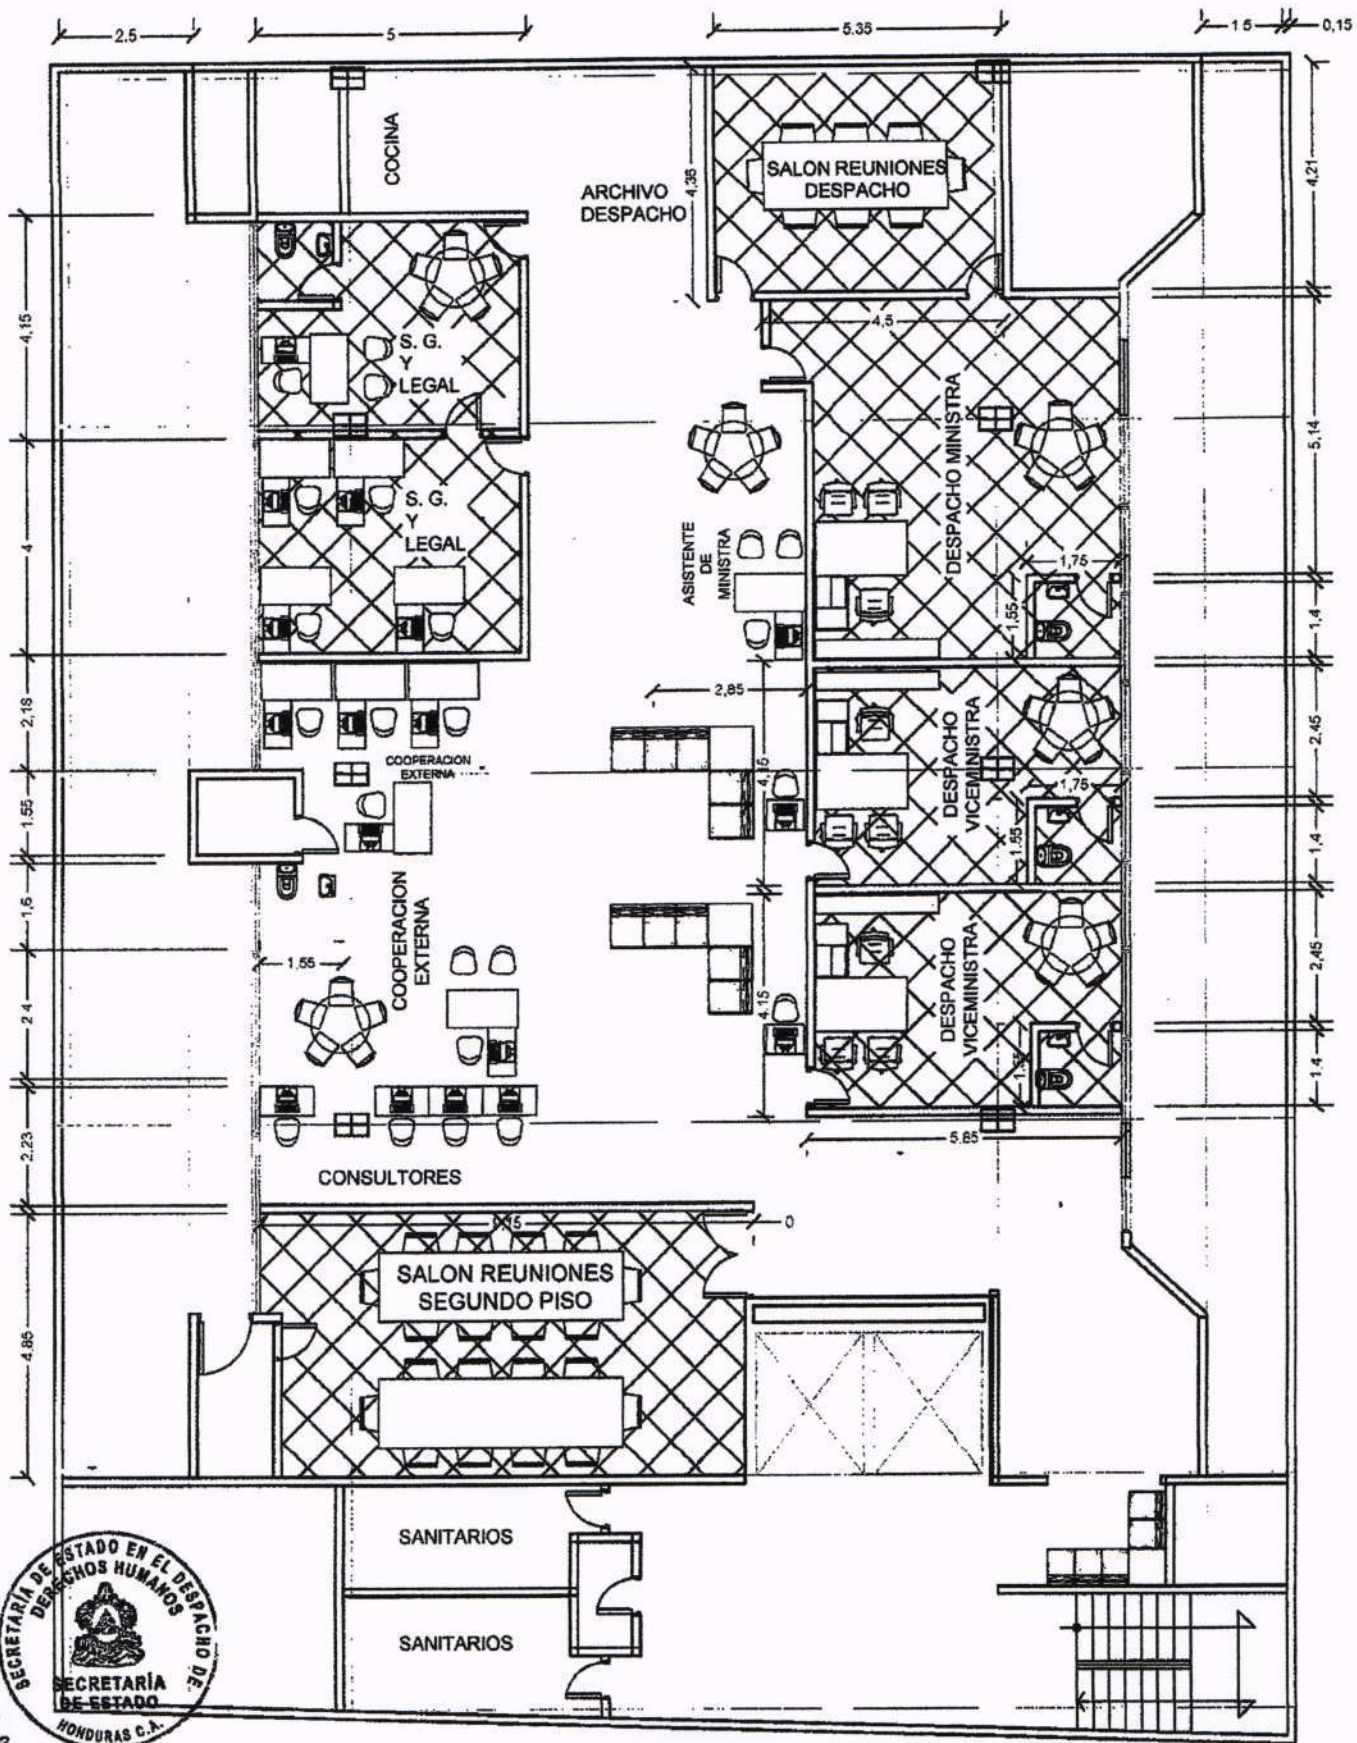 2.5
5
5.35
1.5
0,15
COCINA
ARCHIVO
DESPACHO
4,36
SALON REUNIONES
DESPACHO
4,21
4,15
S. G.
Y
LEGAL
4,5
DESPACHO MINISTRA
5,14
4
S. G.
Y
LEGAL
ASISTENTE
DE
MINISTRA
1,75
1,55
1,4
2,18
2,85
COOPERACION
EXTERNA
4,15
DESPACHO
VICEMINISTRA
2.45
1,75
1,55
1,55
1,4
1,6
COOPERACION
EXTERNA
1,55
DESPACHO
VICEMINISTRA
2,45
2.4
4.15
1.55
1.4
2,23
5.85
CONSULTORES
9,15
0
SALON REUNIONES
SEGUNDO PISO
4.85
SANITARIOS
SANITARIOS
SECRETARÍA DE ESTADO EN EL DESPACHO DE
DERECHOS HUMANOS
SECRETARÍA
DE ESTADO
HONDURAS C.A.